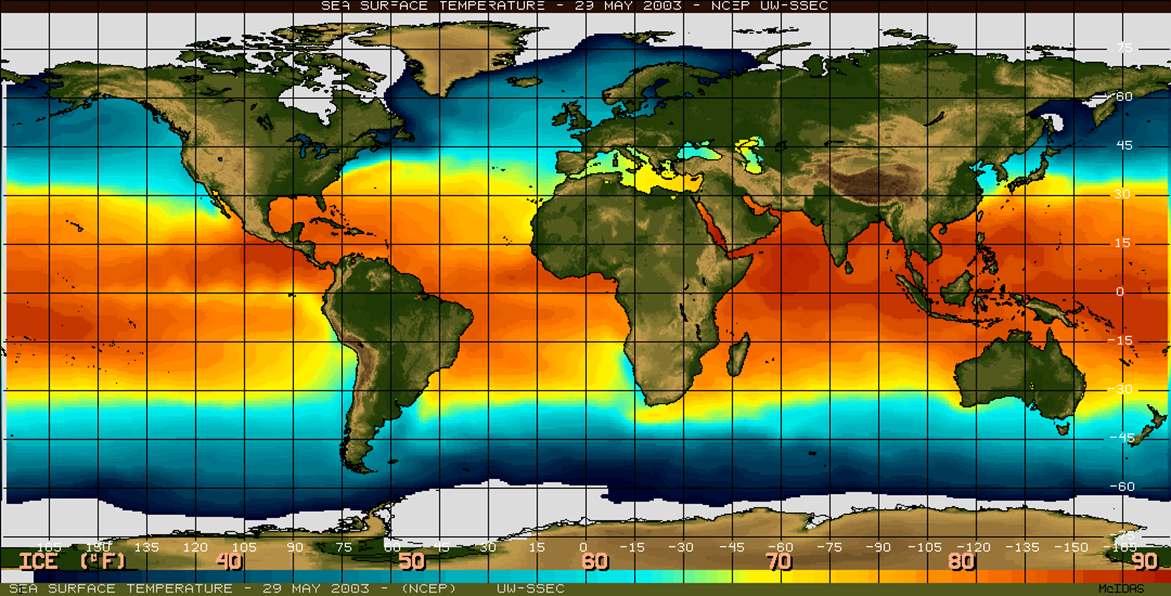 SEA SURFACE TEMPERATURE - 29 MAY 2003 - NCEP UW-SSEC
75
60
45
30
15
0
-15
-30
-45
-60
165 150 135 120 105 90 75 60 45 30 15 0 -15 -30 -45 -60 -75 -90 -105 -120 -135 -150 -165
ICE (°F) 40 50 60 70 80 90
SEA SURFACE TEMPERATURE - 29 MAY 2003 - (NCEP) UW-SSEC McIDAS